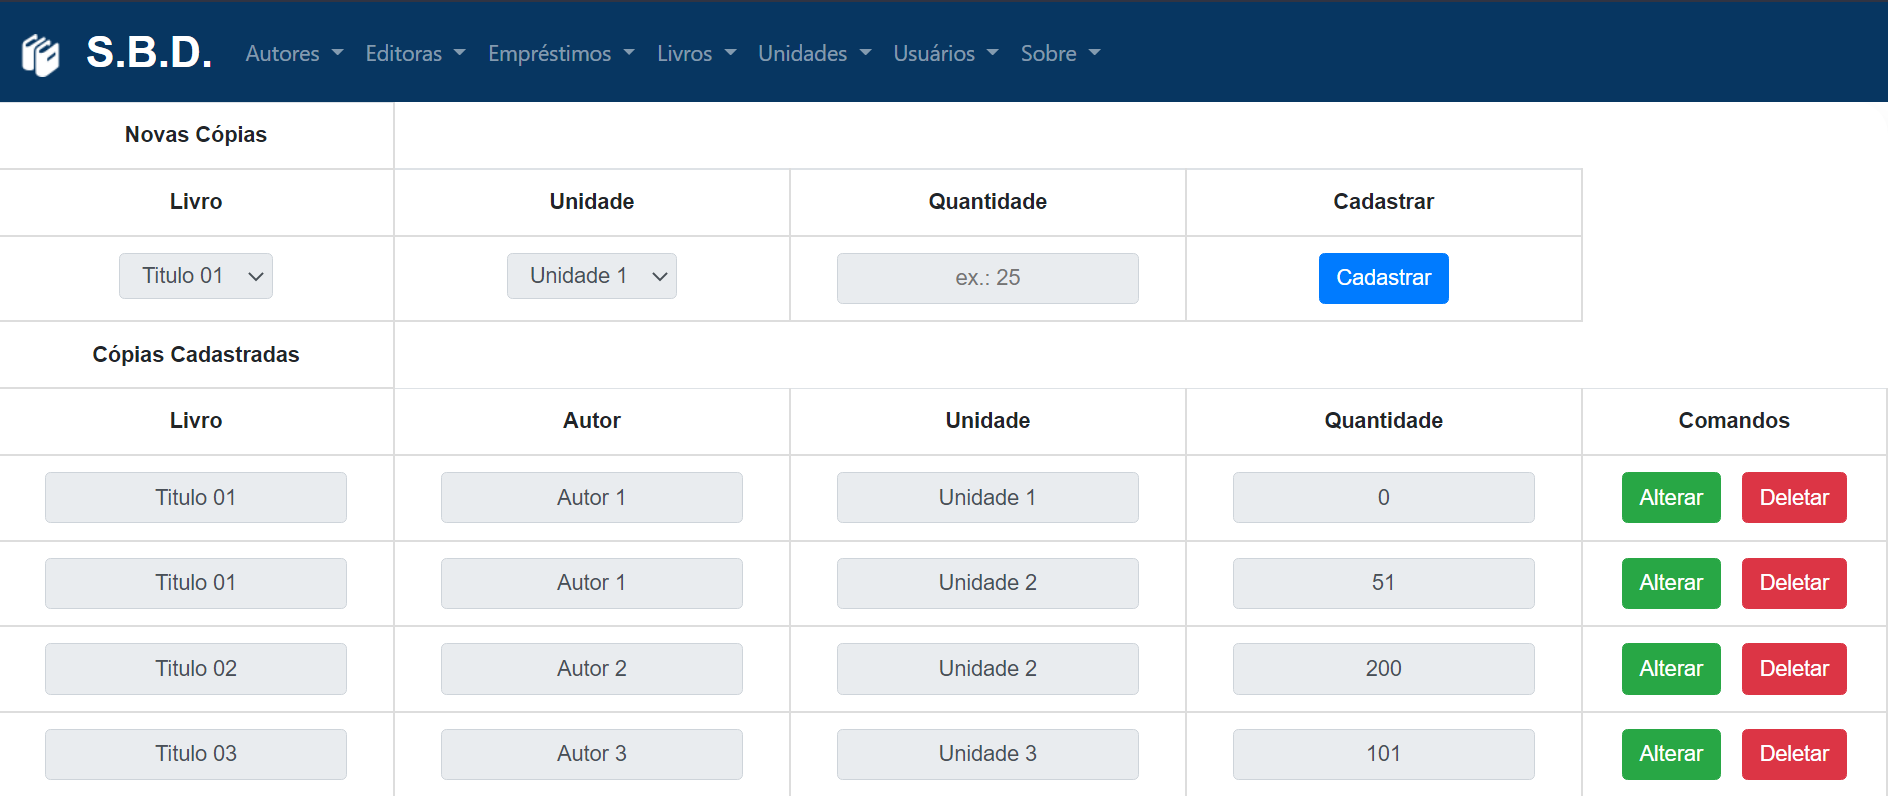 S.B.D. Autores Editoras Empréstimos Livros Unidades Usuários Sobre
Novas Cópias
Livro Unidade Quantidade Cadastrar
Titulo 01 Unidade 1 ex.: 25 Cadastrar
Cópias Cadastradas
Livro Autor Unidade Quantidade Comandos
Titulo 01 Autor 1 Unidade 1 0 Alterar Deletar
Titulo 01 Autor 1 Unidade 2 51 Alterar Deletar
Titulo 02 Autor 2 Unidade 2 200 Alterar Deletar
Titulo 03 Autor 3 Unidade 3 101 Alterar Deletar